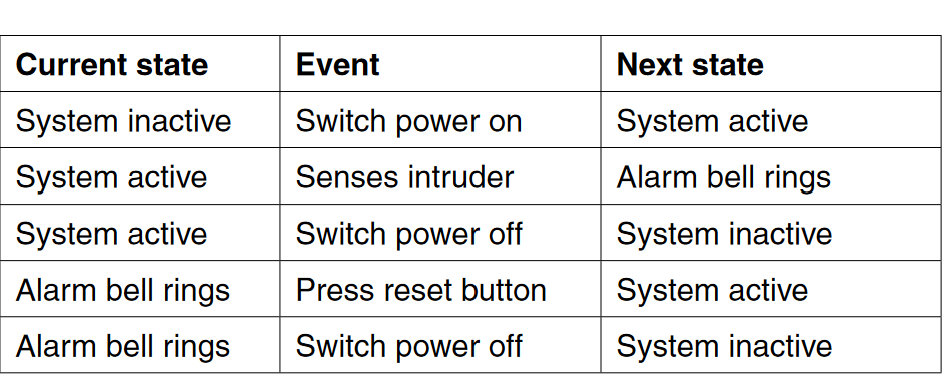 Current state Event Next state
System inactive Switch power on System active
System active Senses intruder Alarm bell rings
System active Switch power off System inactive
Alarm bell rings Press reset button System active
Alarm bell rings Switch power off System inactive